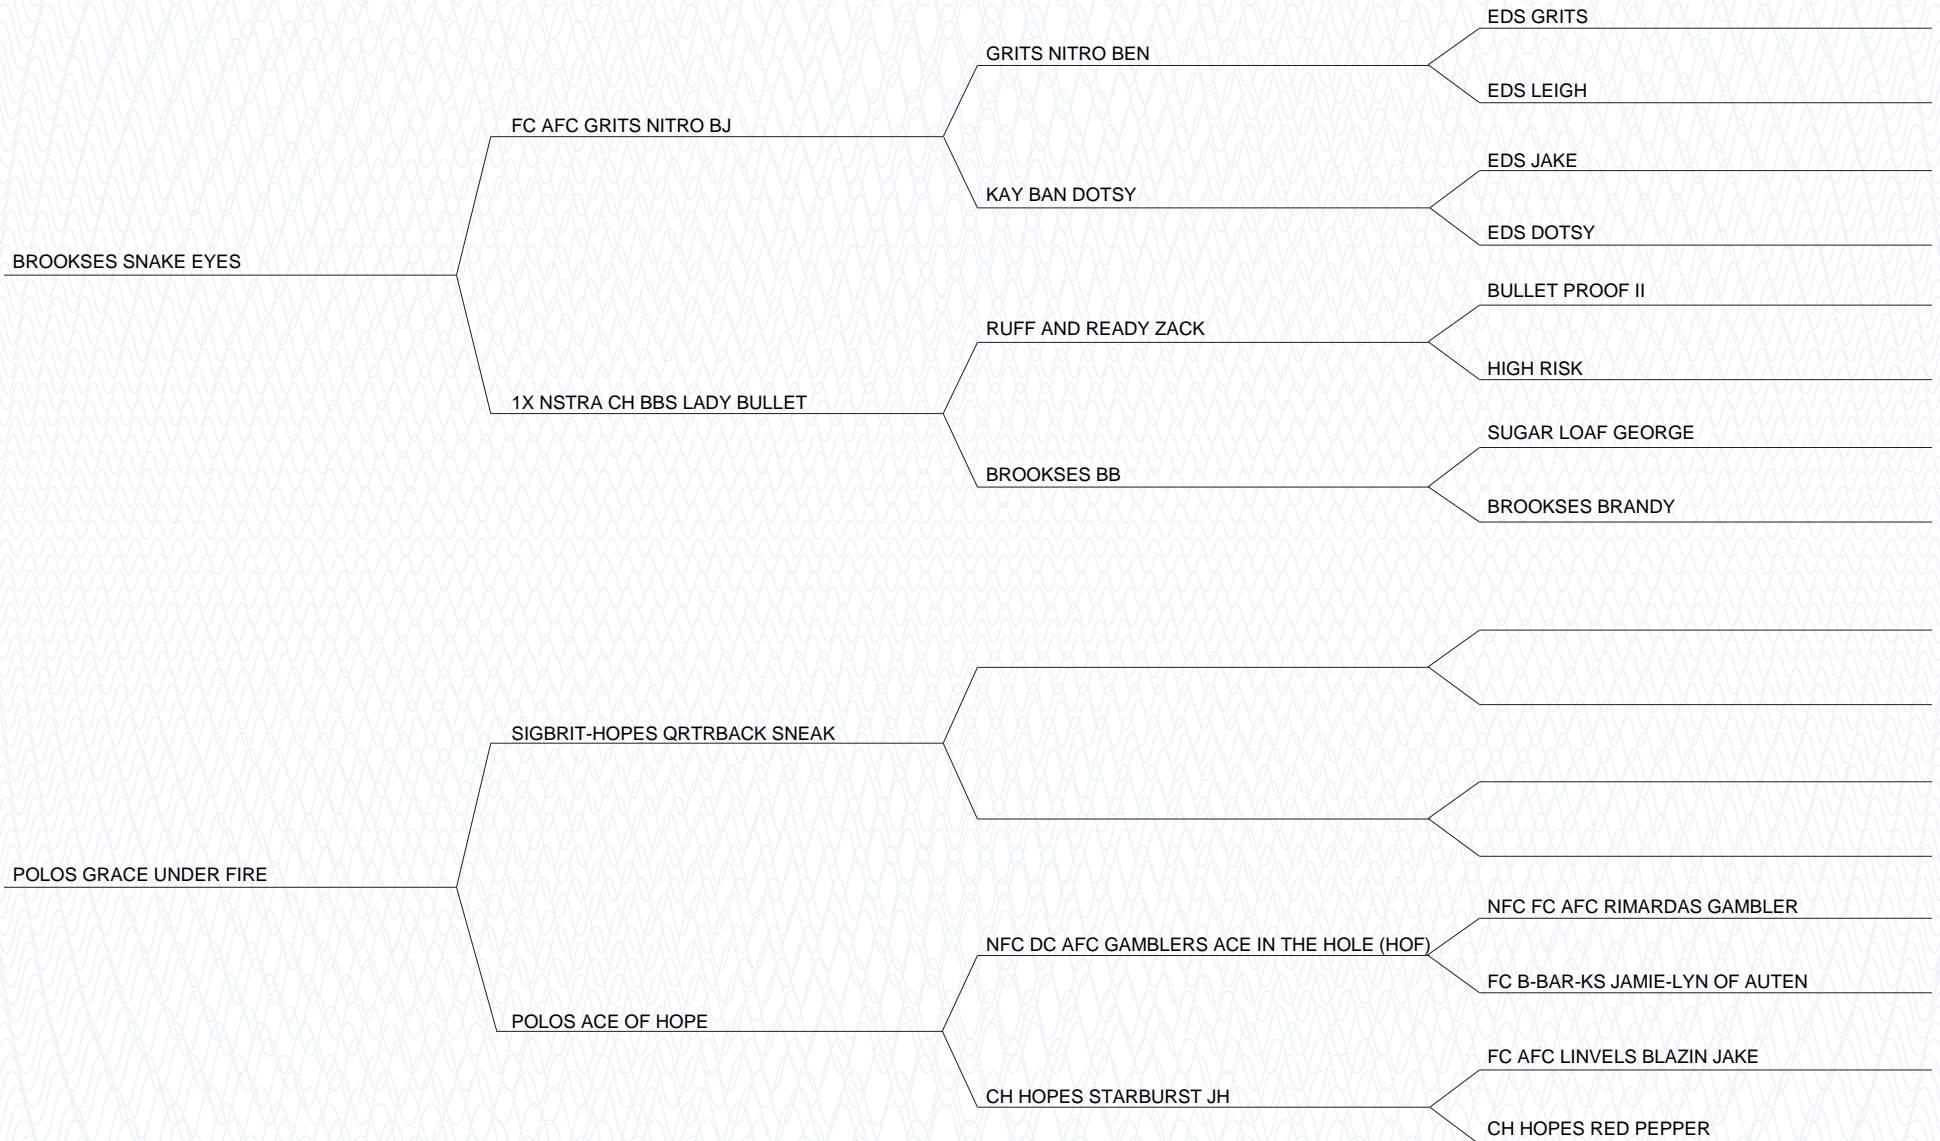 EDS GRITS
GRITS NITRO BEN
EDS LEIGH
FC AFC GRITS NITRO BJ
EDS JAKE
KAY BAN DOTSY
EDS DOTSY
BROOKSES SNAKE EYES
BULLET PROOF II
RUFF AND READY ZACK
HIGH RISK
1X NSTRA CH BBS LADY BULLET
SUGAR LOAF GEORGE
BROOKSES BB
BROOKSES BRANDY
SIGBRIT-HOPES QRTRBACK SNEAK
POLOS GRACE UNDER FIRE
NFC FC AFC RIMARDAS GAMBLER
NFC DC AFC GAMBLERS ACE IN THE HOLE (HOF)
FC B-BAR-KS JAMIE-LYN OF AUTEN
POLOS ACE OF HOPE
FC AFC LINVELS BLAZIN JAKE
CH HOPES STARBURST JH
CH HOPES RED PEPPER